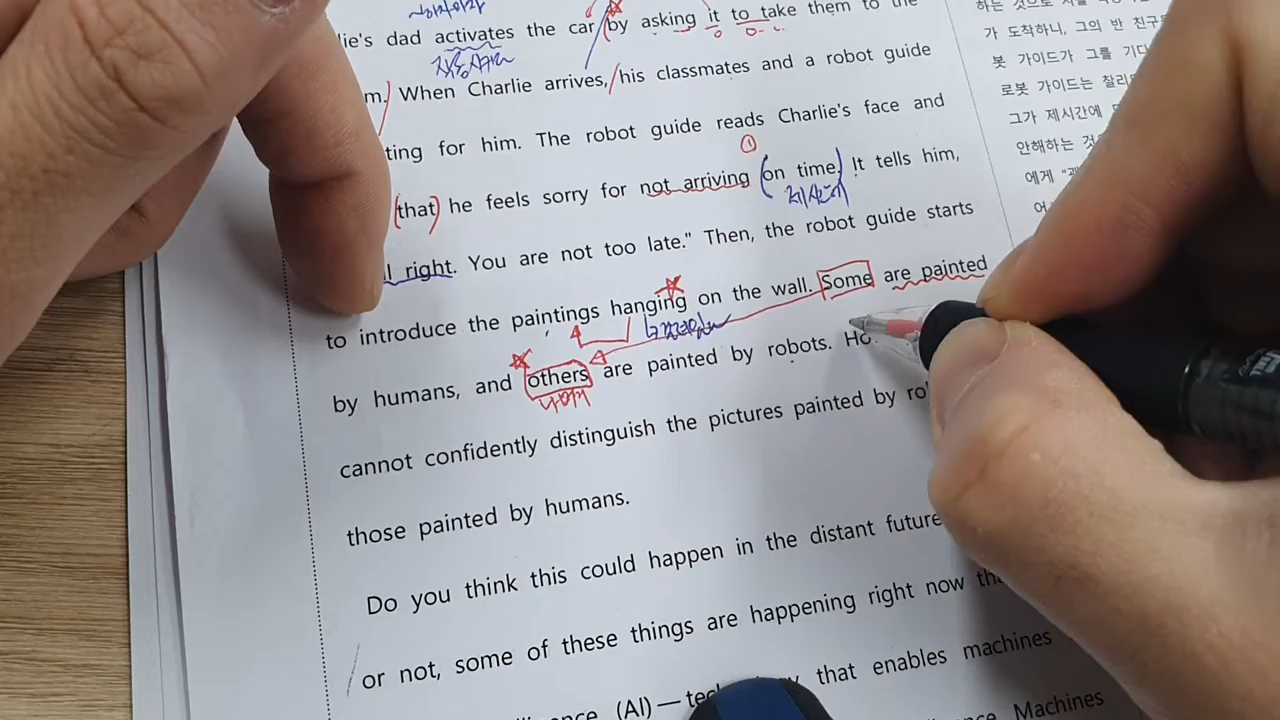 lie's dad activates the car by asking it to take them to the
하는 것으로
m. When Charlie arrives, his classmates and a robot guide
가 도착하니, 그의 반 친구
ting for him. The robot guide reads Charlie's face and
봇 가이드가 그를 기다
that he feels sorry for not arriving on time. It tells him,
로봇 가이드는 찰리
제시간에
그가 제시간에
l right. You are not too late." Then, the robot guide starts
안해하는 것
에게
to introduce the paintings hanging on the wall. Some are painted
by humans, and others are painted by robots. Ho
나머지
cannot confidently distinguish the pictures painted by ro
those painted by humans.
Do you think this could happen in the distant future
or not, some of these things are happening right now
(AI)—tec y that enables machines
Machines